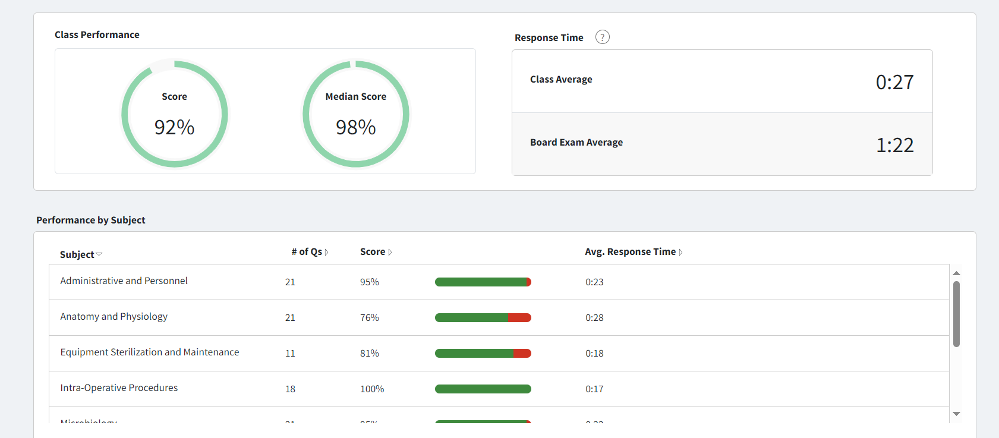 Class Performance
Response Time ?
Score
92%
Median Score
98%
Class Average 0:27
Board Exam Average 1:22
Performance by Subject
Subject # of Qs Score Avg. Response Time
Administrative and Personnel 21 95% 0:23
Anatomy and Physiology 21 76% 0:28
Equipment Sterilization and Maintenance 11 81% 0:18
Intra-Operative Procedures 18 100% 0:17
Microbiology